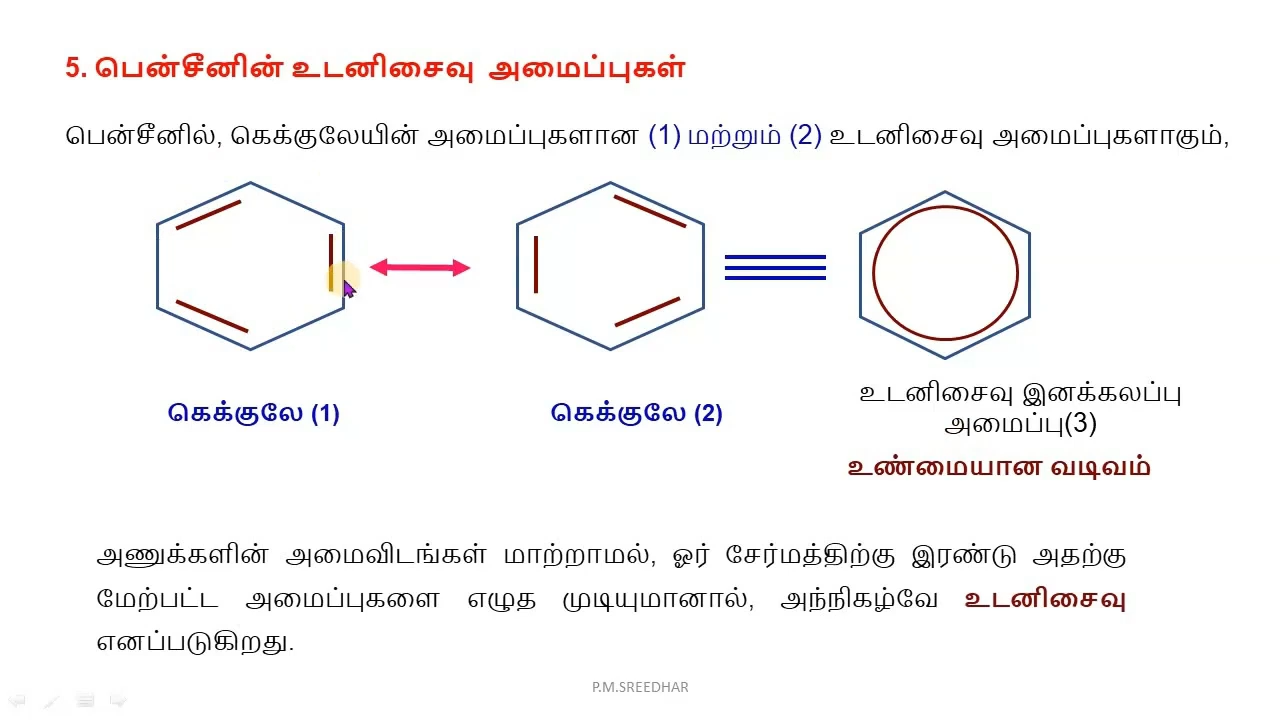 5. பென்சீனின் உடனிசைவு அமைப்புகள்
பென்சீனில், கெக்குலேயின் அமைப்புகளான (1) மற்றும் (2) உடனிசைவு அமைப்புகளாகும்,
கெக்குலே (1)
கெக்குலே (2)
உடனிசைவு இனக்கலப்பு
அமைப்பு(3)
உண்மையான வடிவம்
அணுக்களின் அமைவிடங்கள் மாற்றாமல், ஓர் சேர்மத்திற்கு இரண்டு அதற்கு
மேற்பட்ட அமைப்புகளை எழுத முடியுமானால், அந்நிகழ்வே உடனிசைவு
எனப்படுகிறது.
P.M.SREEDHAR